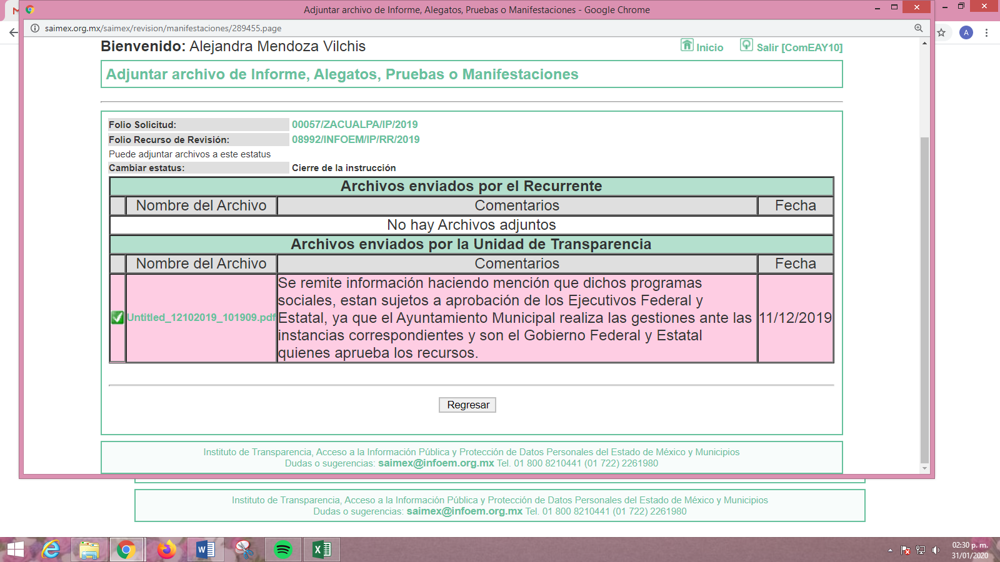 Adjuntar archivo de Informe, Alegatos, Pruebas o Manifestaciones - Google Chrome
saimex.org.mx/saimex/revision/manifestaciones/289455.page
A
Bienvenido: Alejandra Mendoza Vilchis
Inicio
Salir [ComEAY10]
Adjuntar archivo de Informe, Alegatos, Pruebas o Manifestaciones
Folio Solicitud: 00057/ZACUALPA/IP/2019
Folio Recurso de Revisión: 08992/INFOEM/IP/RR/2019
Puede adjuntar archivos a este estatus
Cambiar estatus: Cierre de la instrucción
Archivos enviados por el Recurrente
Nombre del Archivo Comentarios Fecha
No hay Archivos adjuntos
Archivos enviados por la Unidad de Transparencia
Nombre del Archivo Comentarios Fecha
Untitled_12102019_101909.pdf
Se remite información haciendo mención que dichos programas
sociales, estan sujetos a aprobación de los Ejecutivos Federal y
Estatal, ya que el Ayuntamiento Municipal realiza las gestiones ante las
instancias correspondientes y son el Gobierno Federal y Estatal
quienes aprueba los recursos.
11/12/2019
Regresar
Instituto de Transparencia, Acceso a la Información Pública y Protección de Datos Personales del Estado de México y Municipios
Dudas o sugerencias: saimex@infoem.org.mx Tel. 01 800 8210441 (01 722) 2261980
Instituto de Transparencia, Acceso a la Información Pública y Protección de Datos Personales del Estado de México y Municipios
Dudas o sugerencias: saimex@infoem.org.mx Tel. 01 800 8210441 (01 722) 2261980
02:30 p. m.
31/01/2020